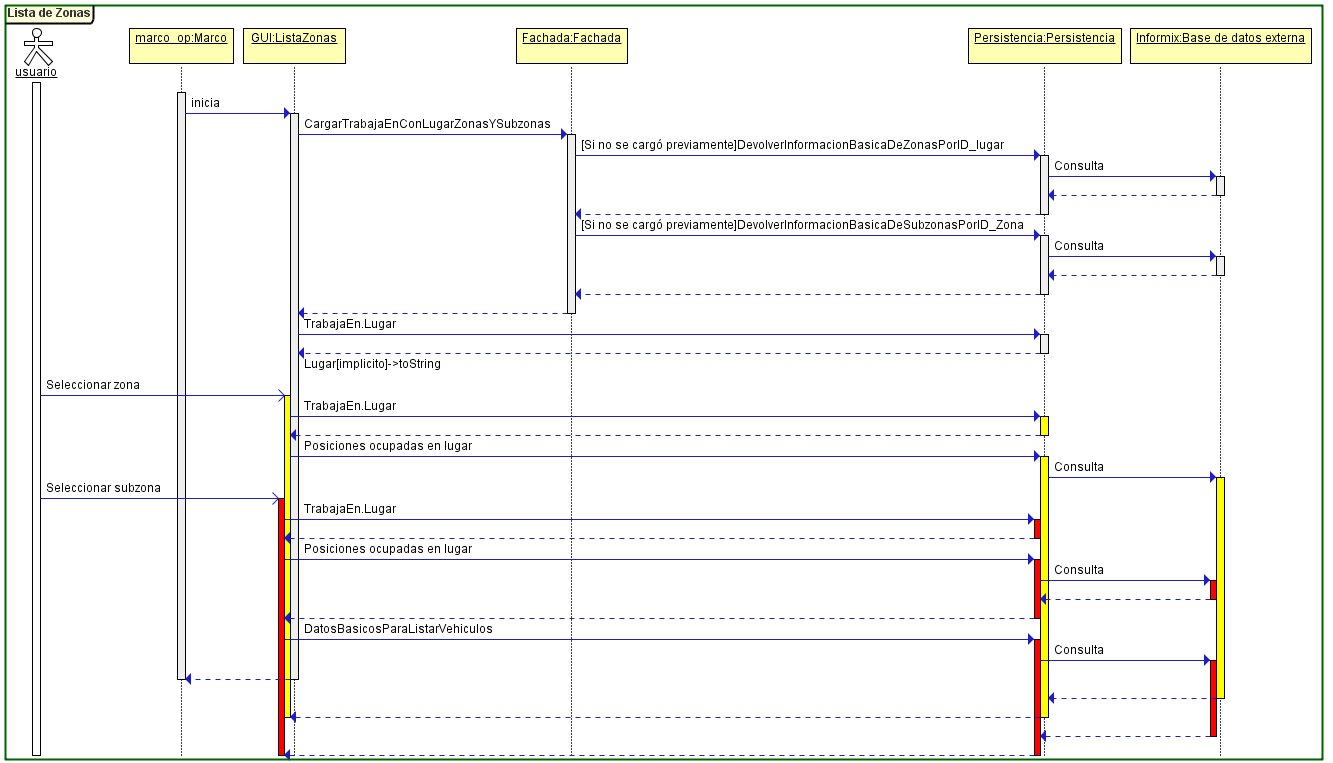 Lista de Zonas
usuario
marco_op:Marco
GUI:ListaZonas
Fachada:Fachada
Persistencia:Persistencia
Informix:Base de datos externa
inicia
CargarTrabajaEnConLugarZonasYSubzonas
[Si no se cargó previamente]DevolverInformacionBasicaDeZonasPorID_lugar
Consulta
[Si no se cargó previamente]DevolverInformacionBasicaDeSubzonasPorID_Zona
Consulta
TrabajaEn.Lugar
Lugar[implicito]->toString
Seleccionar zona
TrabajaEn.Lugar
Posiciones ocupadas en lugar
Consulta
Seleccionar subzona
TrabajaEn.Lugar
Posiciones ocupadas en lugar
Consulta
DatosBasicosParaListarVehiculos
Consulta